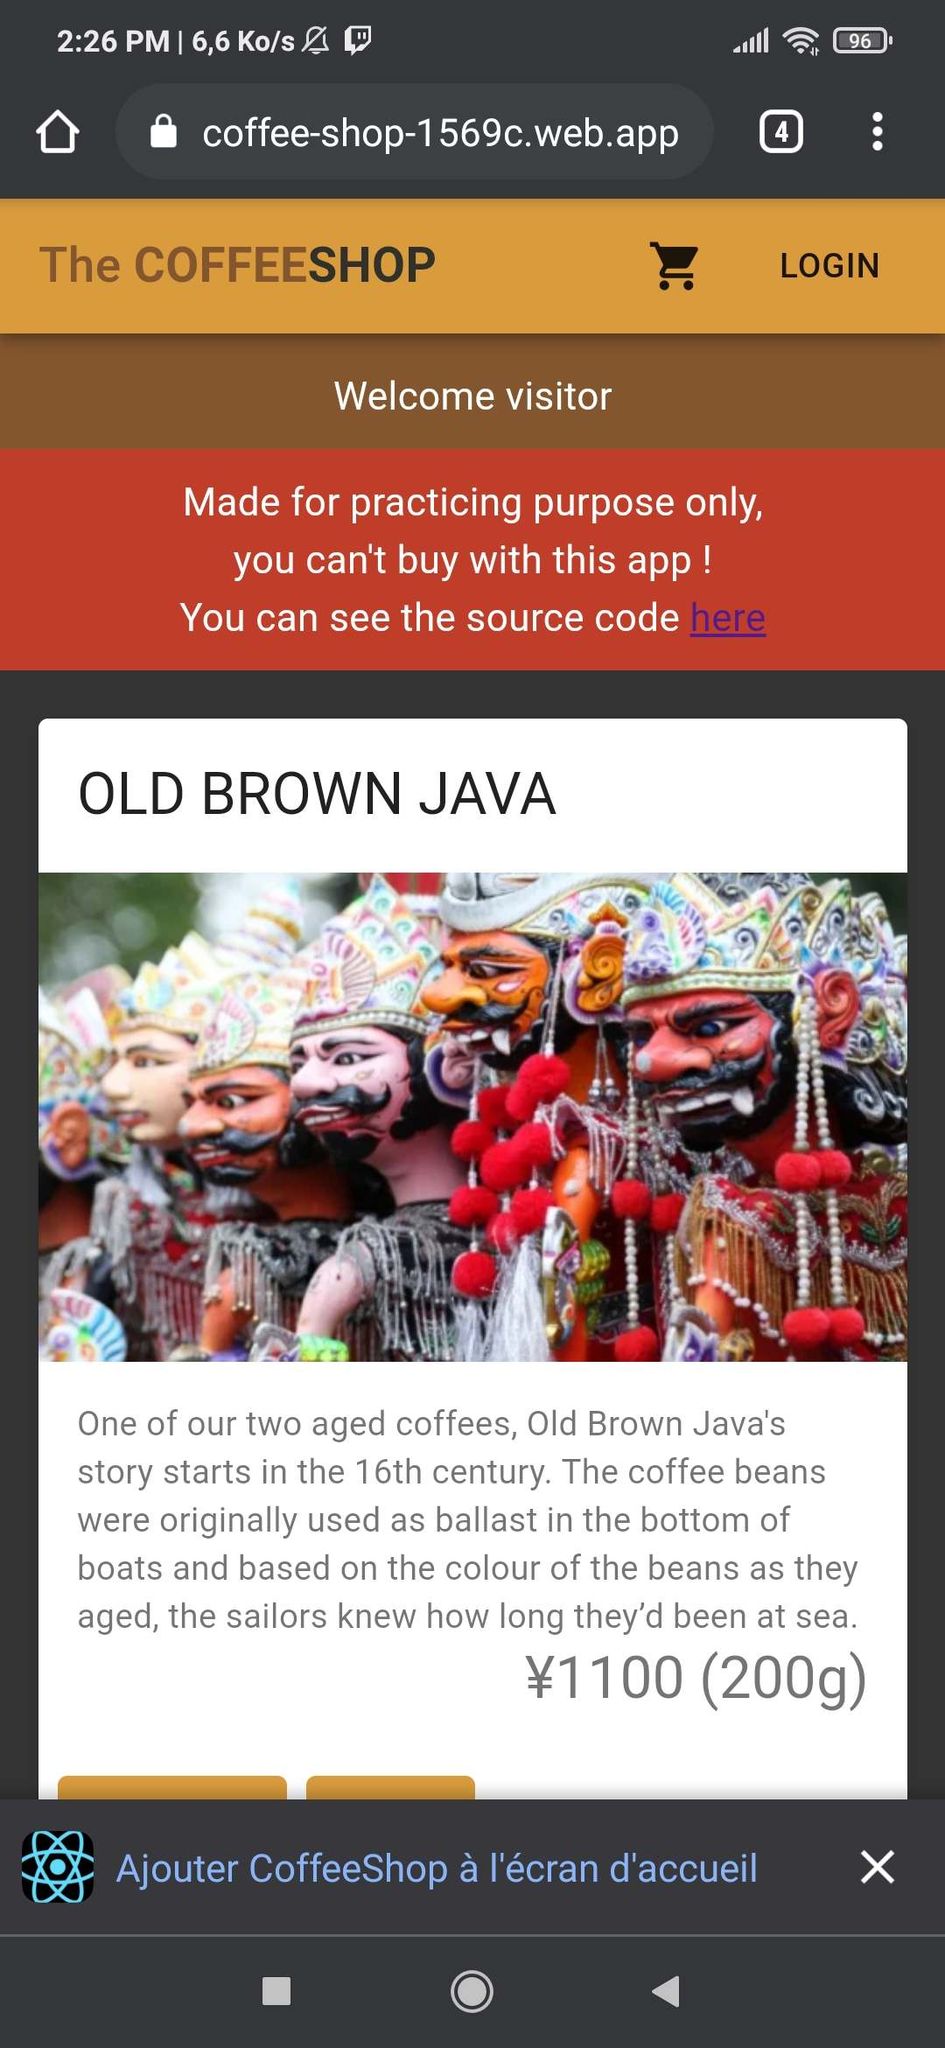 2:26 PM | 6,6 Ko/s
96
coffee-shop-1569c.web.app
4
The COFFEESHOP
LOGIN
Welcome visitor
Made for practicing purpose only,
you can't buy with this app !
You can see the source code here
OLD BROWN JAVA
One of our two aged coffees, Old Brown Java's
story starts in the 16th century. The coffee beans
were originally used as ballast in the bottom of
boats and based on the colour of the beans as they
aged, the sailors knew how long they’d been at sea.
¥1100 (200g)
Ajouter CoffeeShop à l'écran d'accueil